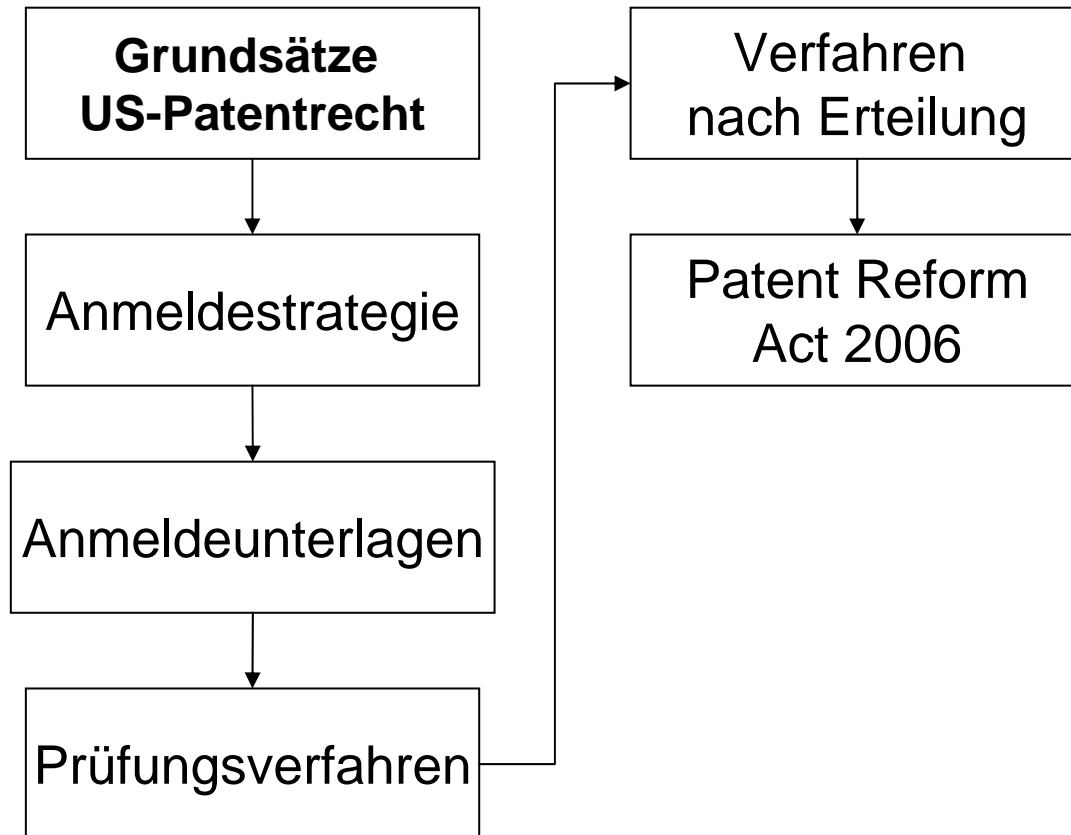 Grundsätze
US-Patentrecht
Anmeldestrategie
Anmeldeunterlagen
Prüfungsverfahren
Verfahren
nach Erteilung
Patent Reform
Act 2006